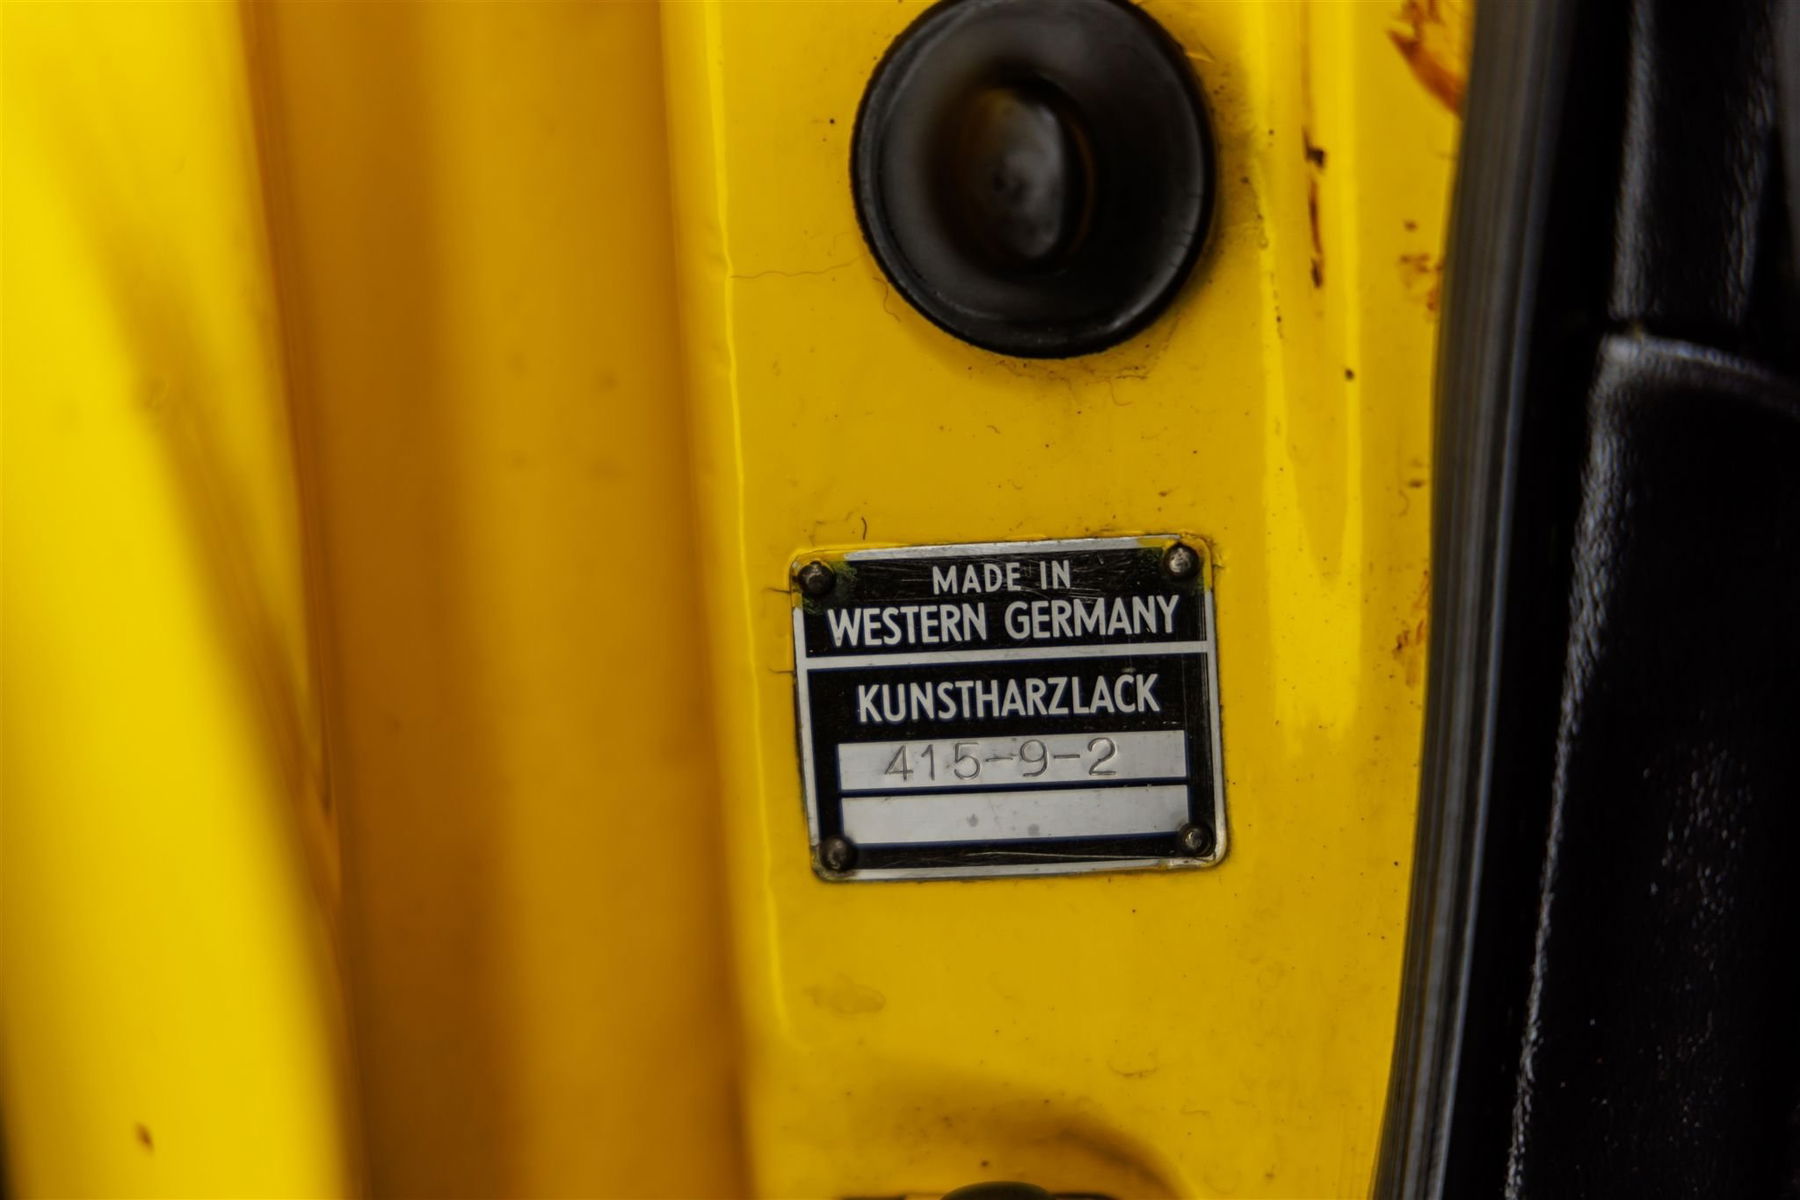 MADE IN
WESTERN GERMANY
KUNSTHARZLACK
415-9-2